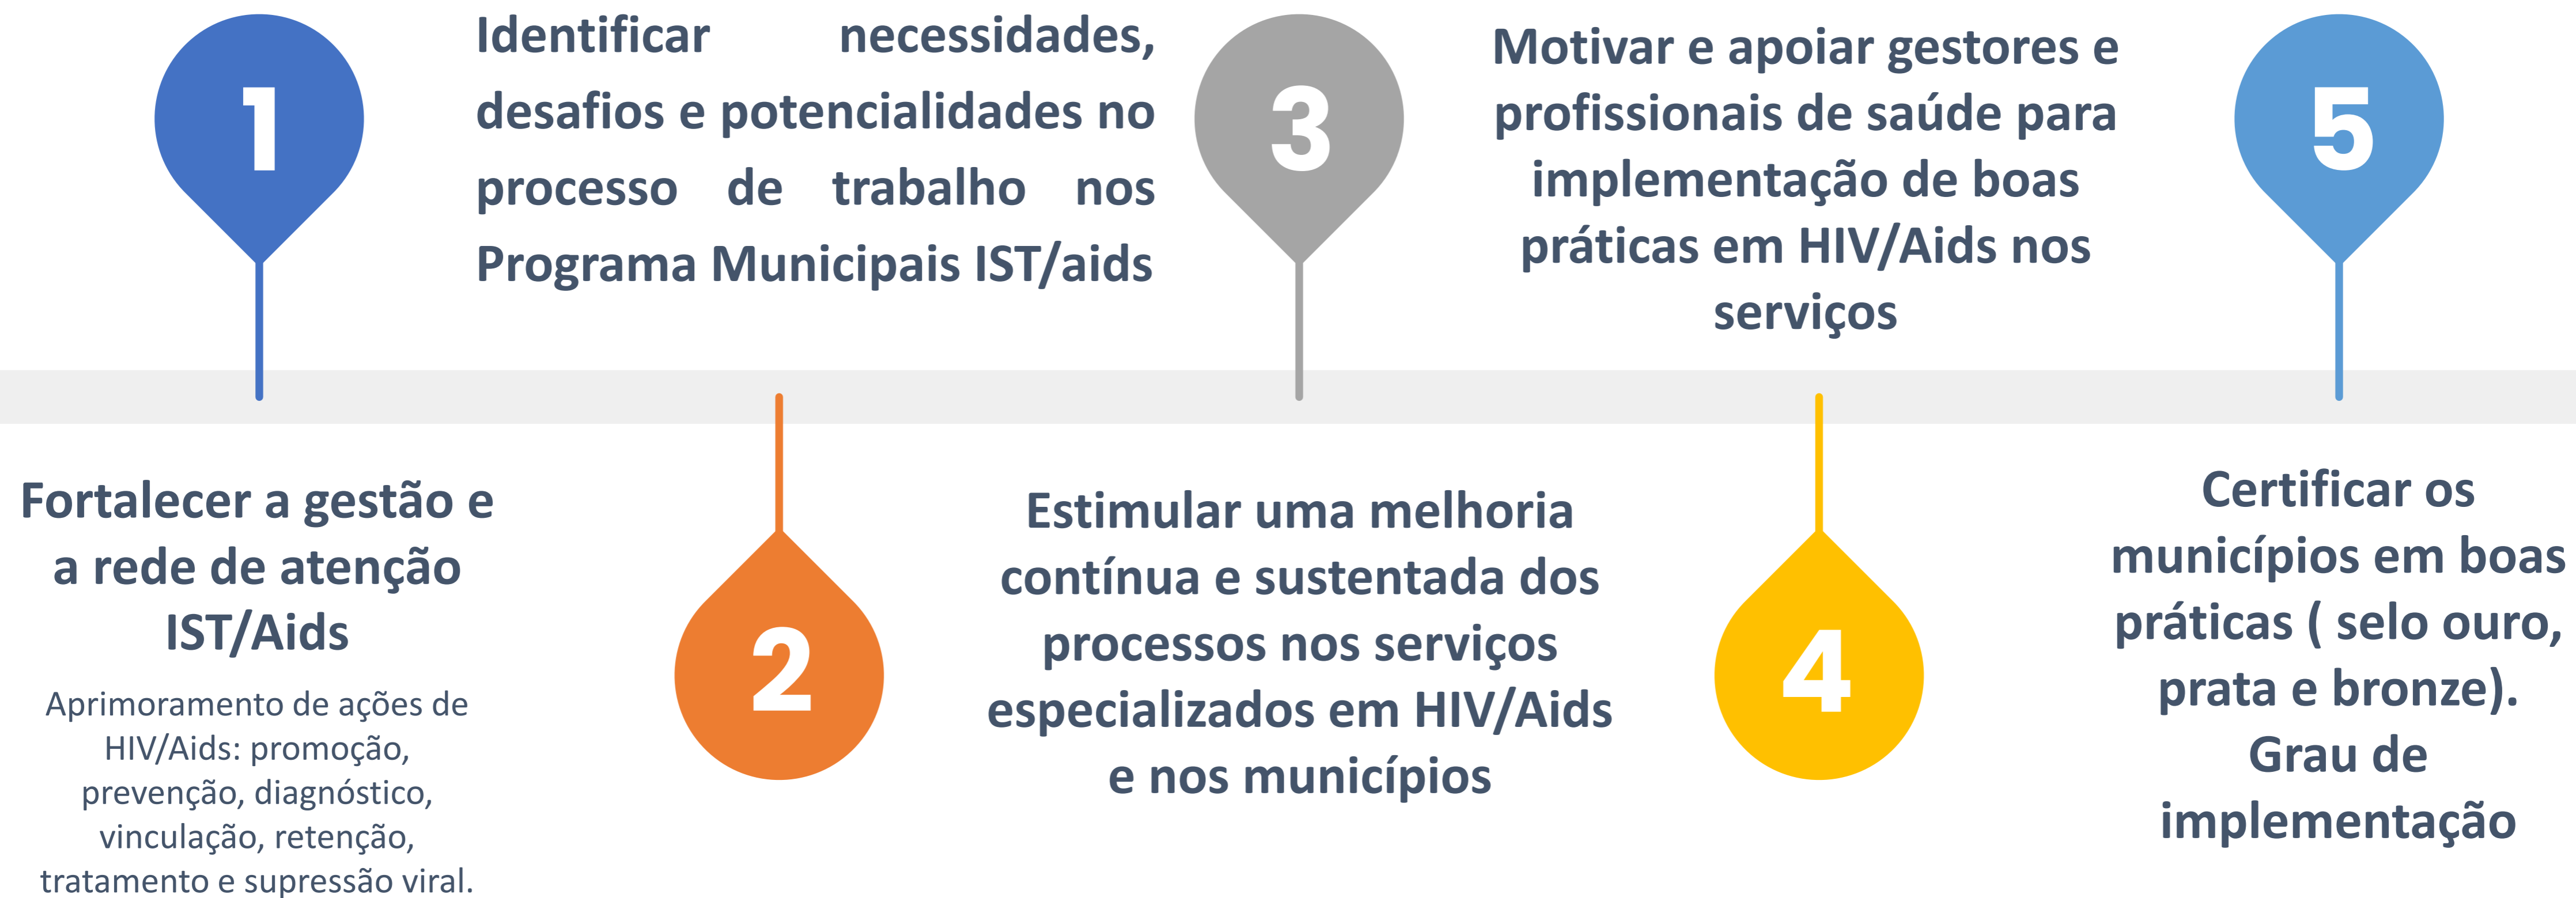 1
Fortalecer a gestão e
a rede de atenção
IST/Aids
Aprimoramento de ações de
HIV/Aids: promoção,
prevenção, diagnóstico,
vinculação, retenção,
tratamento e supressão viral.
Identificar necessidades,
desafios e potencialidades no
processo de trabalho nos
Programa Municipais IST/aids
2
3
Estimular uma melhoria
contínua e sustentada dos
processos nos serviços
especializados em HIV/Aids
e nos municípios
Motivar e apoiar gestores e
profissionais de saúde para
implementação de boas
práticas em HIV/Aids nos
serviços
4
5
Certificar os
municípios em boas
práticas ( selo ouro,
prata e bronze).
Grau de
implementação